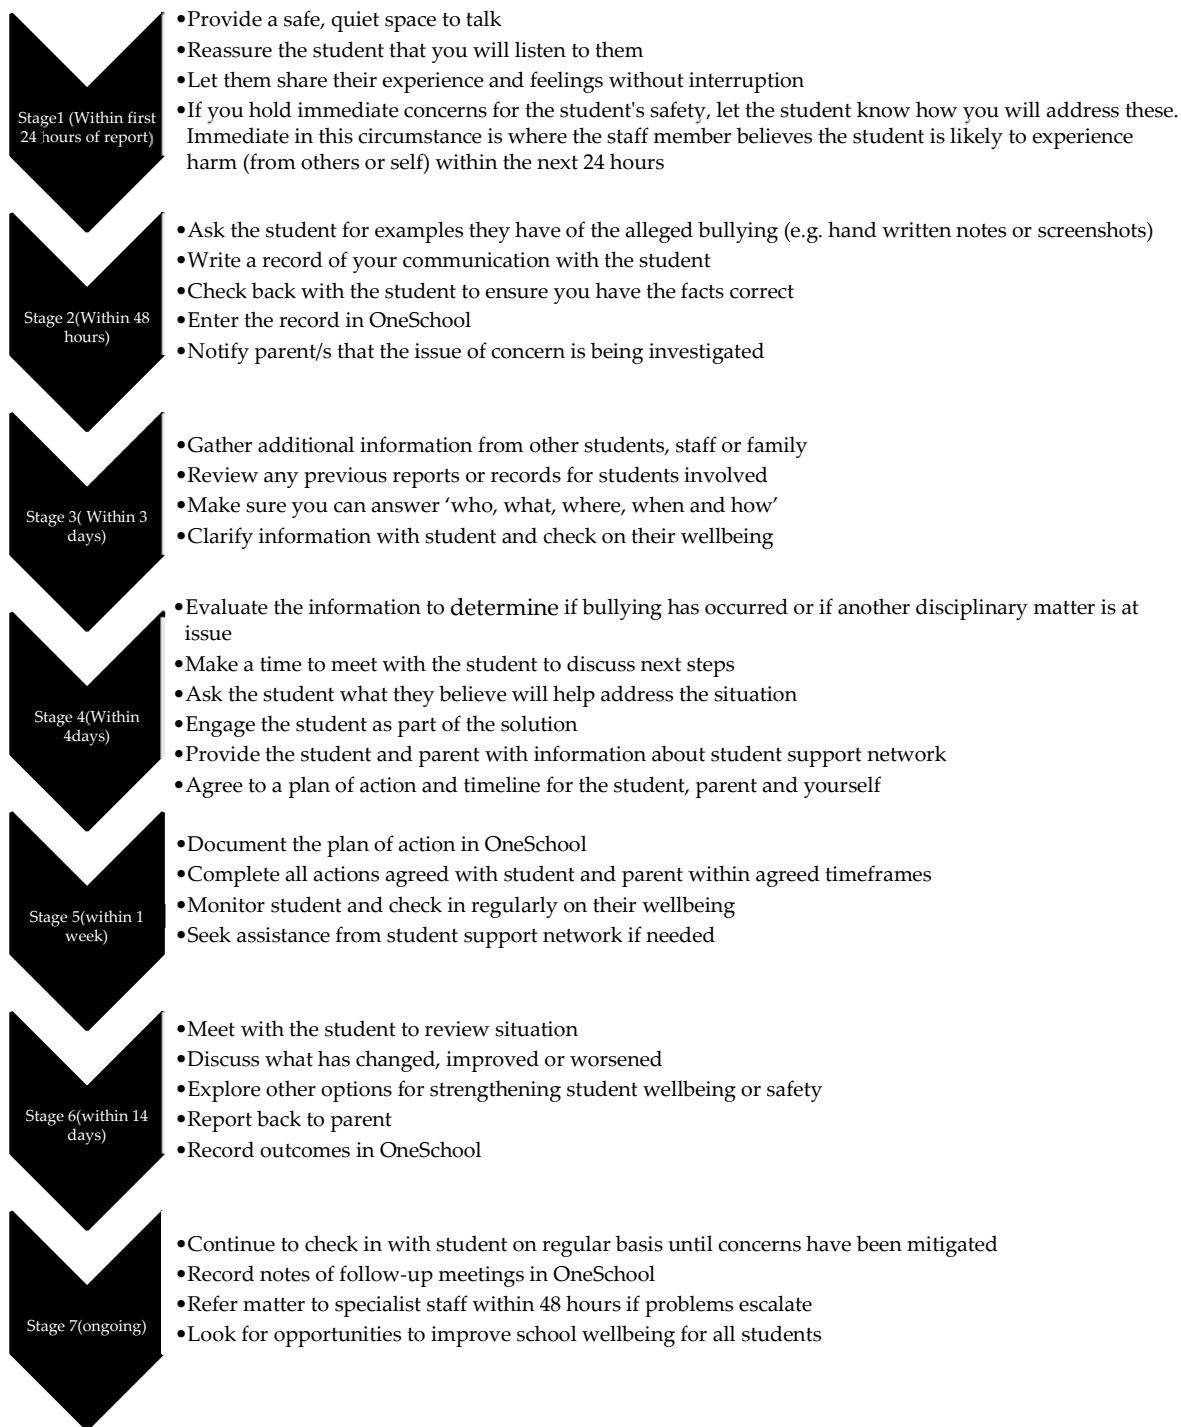 •Provide a safe, quiet space to talk
•Reassure the student that you will listen to them
•Let them share their experience and feelings without interruption
Stage1 (Within first
24 hours of report)
•If you hold immediate concerns for the student's safety, let the student know how you will address these.
Immediate in this circumstance is where the staff member believes the student is likely to experience
harm (from others or self) within the next 24 hours
•Ask the student for examples they have of the alleged bullying (e.g. hand written notes or screenshots)
•Write a record of your communication with the student
•Check back with the student to ensure you have the facts correct
Stage 2(Within 48
hours)
•Enter the record in OneSchool
•Notify parent/s that the issue of concern is being investigated
•Gather additional information from other students, staff or family
•Review any previous reports or records for students involved
Stage 3( Within 3
days)
•Make sure you can answer ‘who, what, where, when and how’
•Clarify information with student and check on their wellbeing
•Evaluate the information to determine if bullying has occurred or if another disciplinary matter is at
issue
•Make a time to meet with the student to discuss next steps
•Ask the student what they believe will help address the situation
Stage 4(Within
4days)
•Engage the student as part of the solution
•Provide the student and parent with information about student support network
•Agree to a plan of action and timeline for the student, parent and yourself
•Document the plan of action in OneSchool
•Complete all actions agreed with student and parent within agreed timeframes
Stage 5(within 1
week)
•Monitor student and check in regularly on their wellbeing
•Seek assistance from student support network if needed
•Meet with the student to review situation
•Discuss what has changed, improved or worsened
•Explore other options for strengthening student wellbeing or safety
Stage 6(within 14
days)
•Report back to parent
•Record outcomes in OneSchool
•Continue to check in with student on regular basis until concerns have been mitigated
•Record notes of follow-up meetings in OneSchool
•Refer matter to specialist staff within 48 hours if problems escalate
Stage 7(ongoing)
•Look for opportunities to improve school wellbeing for all students